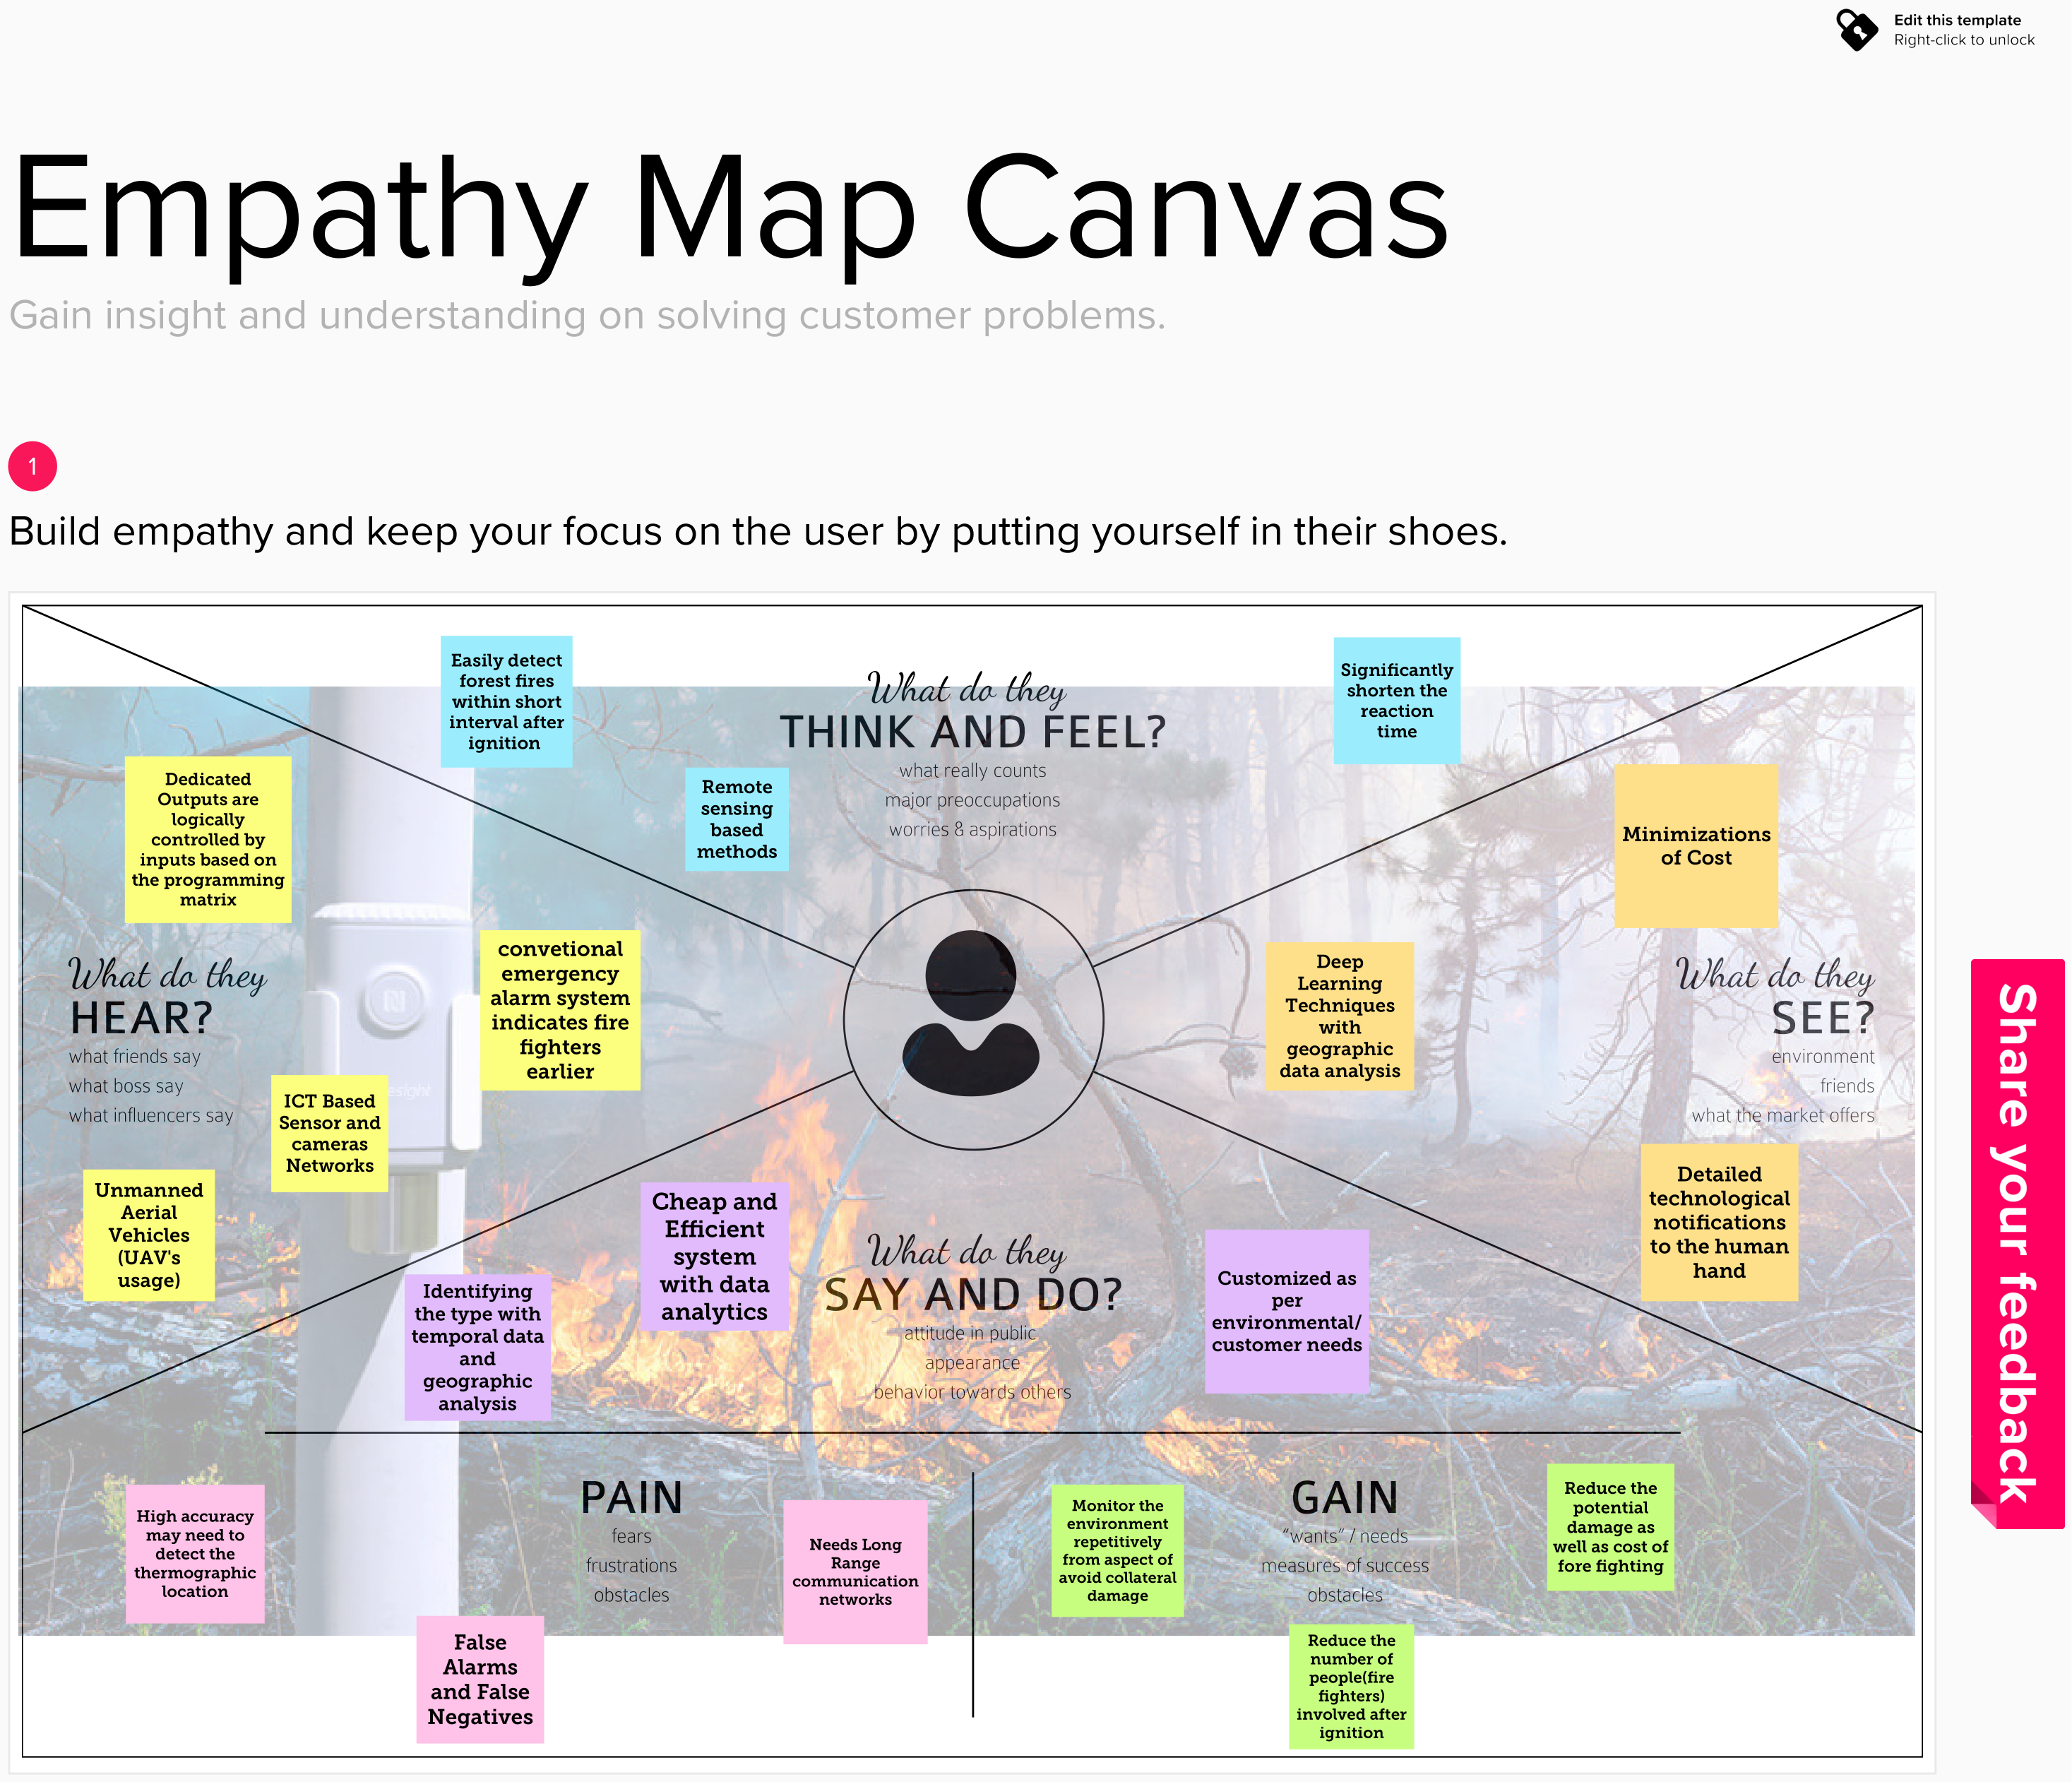 Edit this template
Right-click to unlock
Empathy Map Canvas
Gain insight and understanding on solving customer problems.
1
Build empathy and keep your focus on the user by putting yourself in their shoes.
Easily detect
forest fires
within short
interval after
ignition
What do they
THINK AND FEEL?
what really counts
major preoccupations
worries & aspirations
Significantly
shorten the
reaction
time
Remote
sensing
based
methods
Dedicated
Outputs are
logically
controlled by
inputs based on
the programming
matrix
Minimizations
of Cost
What do they
HEAR?
what friends say
what boss say
what influencers say
convetional
emergency
alarm system
indicates fire
fighters
earlier
Deep
Learning
Techniques
with
geographic
data analysis
What do they
SEE?
environment
friends
what the market offers
esight
ICT Based
Sensor and
cameras
Networks
Unmanned
Aerial
Vehicles
(UAV's
usage)
Detailed
technological
notifications
to the human
hand
Cheap and
Efficient
system
with data
analytics
What do they
SAY AND DO?
attitude in public
appearance
behavior towards others
Customized as
per
environmental/
customer needs
Identifying
the type with
temporal data
and
geographic
analysis
PAIN
fears
frustrations
obstacles
High accuracy
may need to
detect the
thermographic
location
Needs Long
Range
communication
networks
False
Alarms
and False
Negatives
GAIN
“wants” / needs
measures of success
obstacles
Monitor the
environment
repetitively
from aspect of
avoid collateral
damage
Reduce the
potential
damage as
well as cost of
fore fighting
Reduce the
number of
people(fire
fighters)
involved after
ignition
Share your feedback